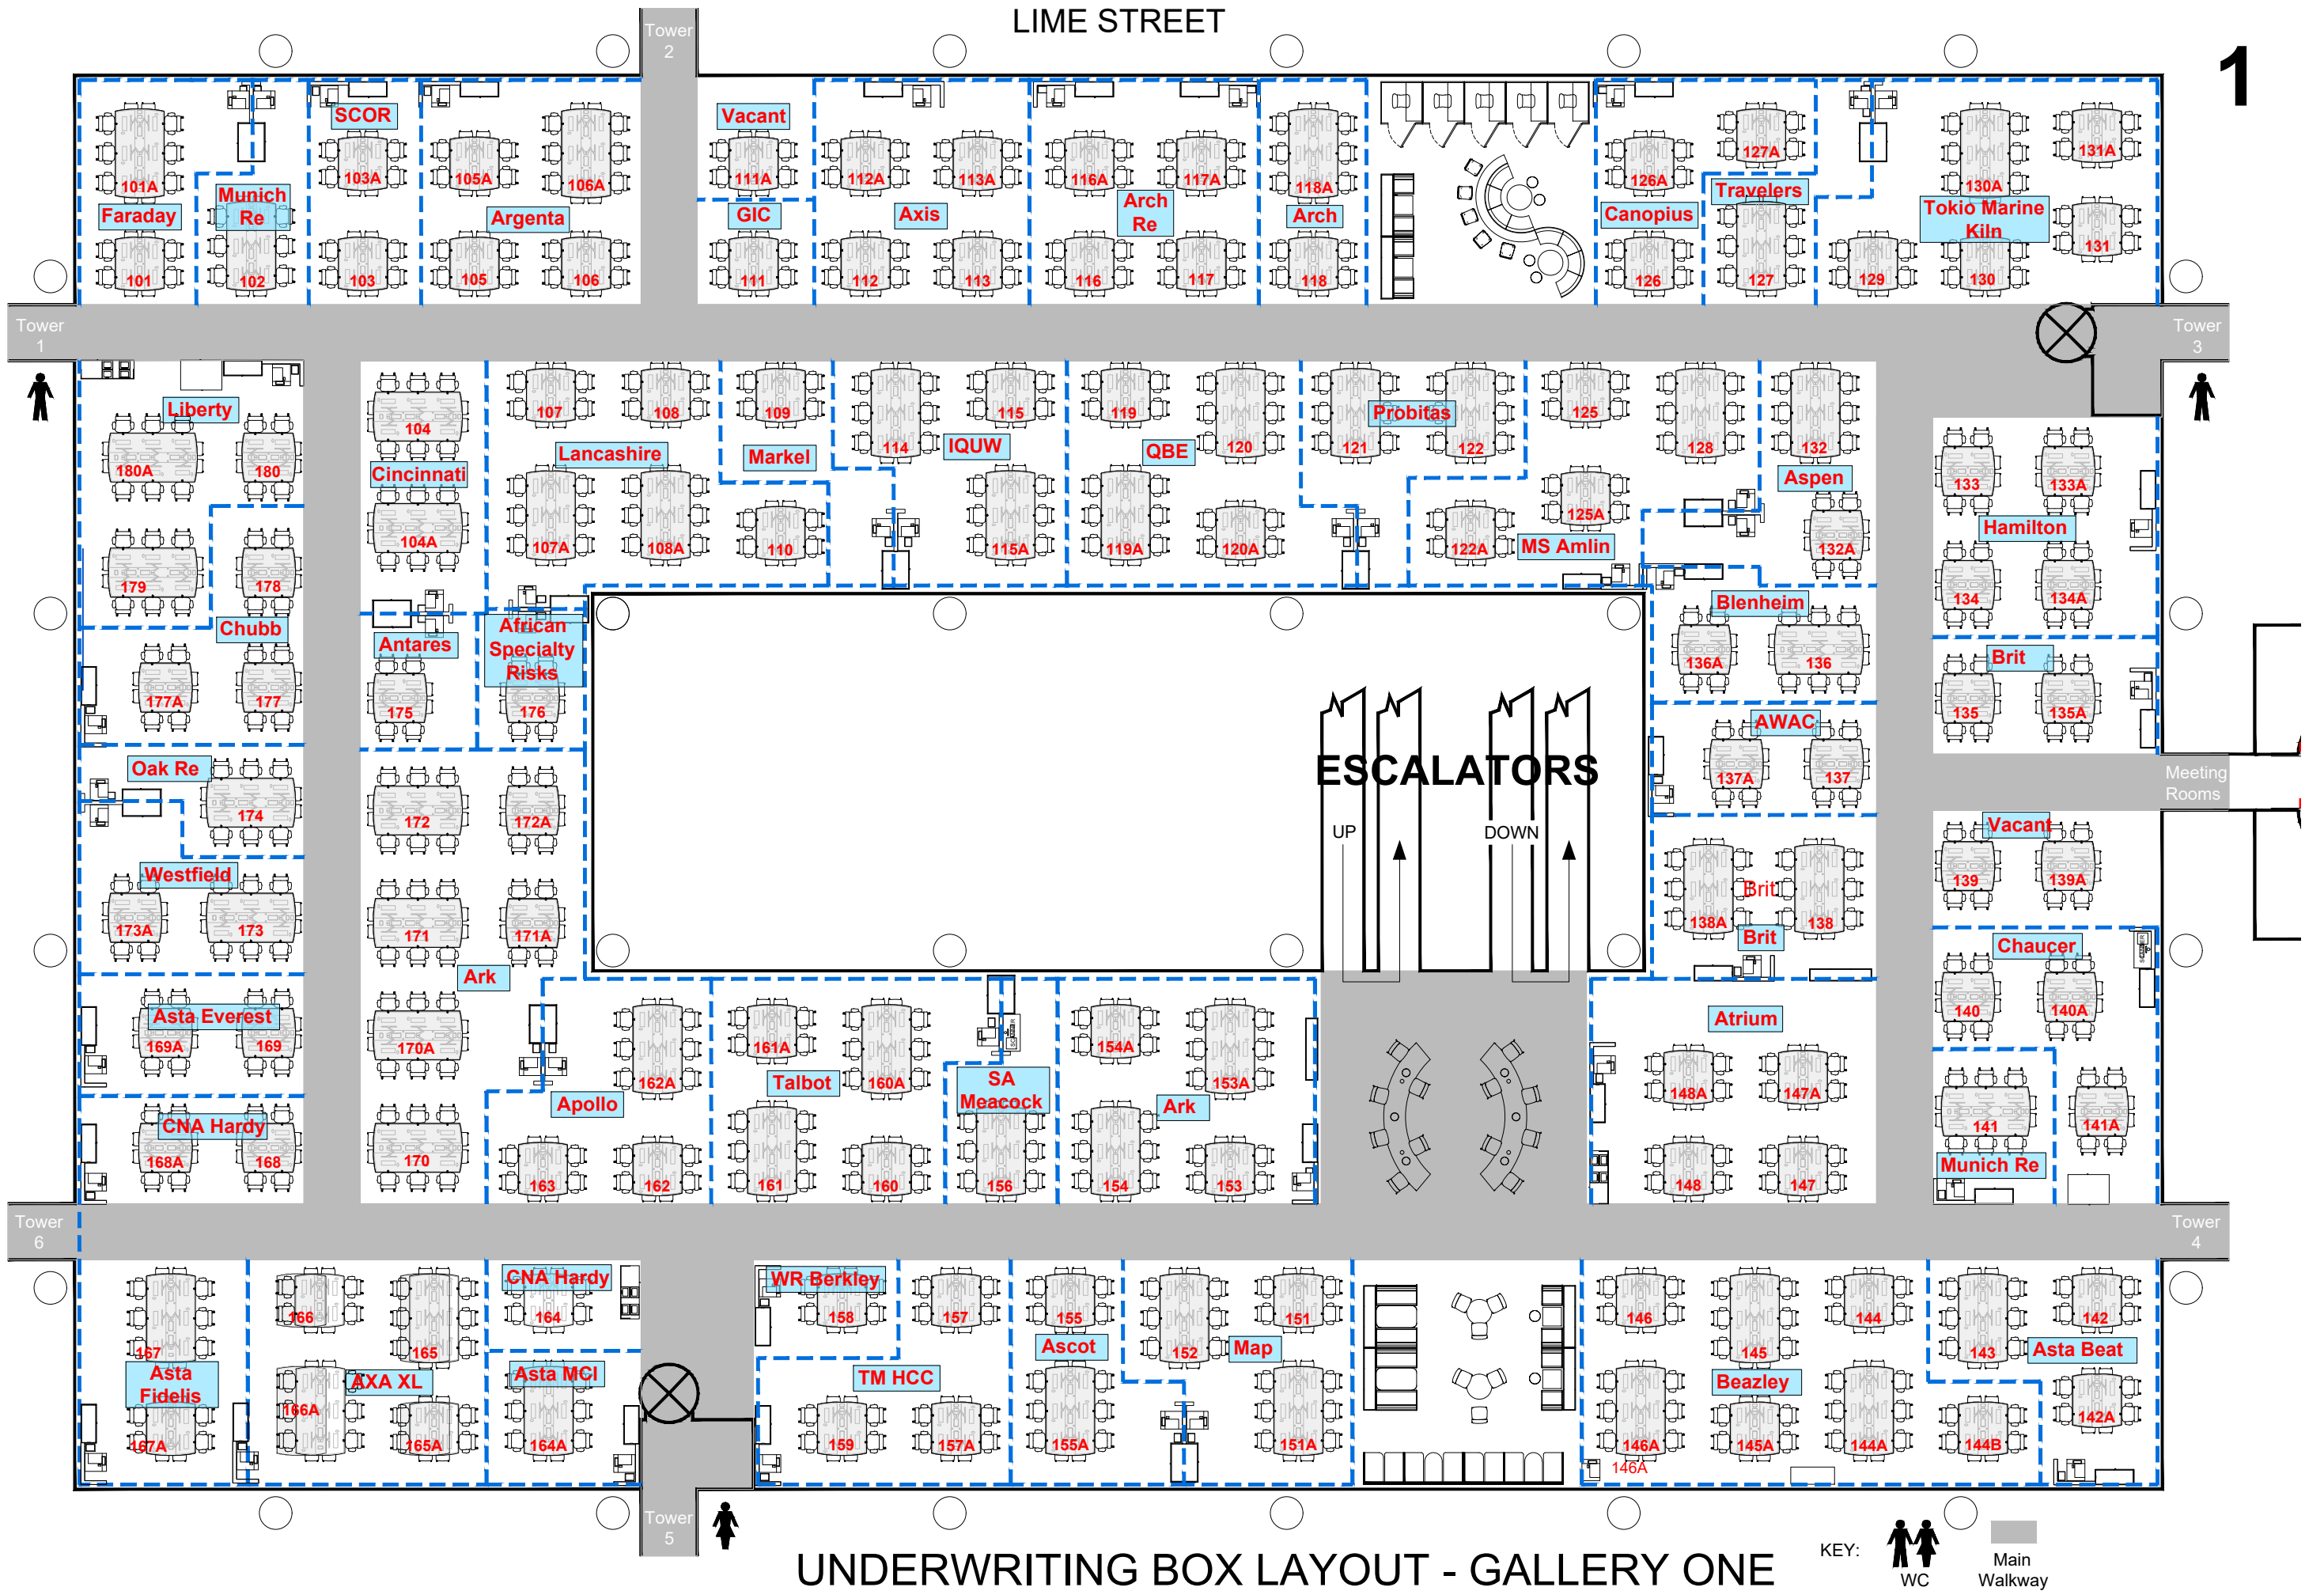 LIME STREET
1
Tower
2
Vacant
SCOR
101A
103A
105A
106A
111A
112A
113A
116A
117A
118A
126A
127A
130A
131A
Faraday
Munich
Re
Argenta
GIC
Axis
Arch
Re
Arch
Canopius
Travelers
Tokio Marine
Kiln
101
102
103
105
106
111
112
113
116
117
118
126
127
129
130
131
Tower
1
Tower
3
Liberty
104
107
108
109
114
115
119
120
121
Probitas
122
125
128
132
180A
180
Cincinnati
Lancashire
Markel
IQUW
QBE
Aspen
133
133A
104A
107A
108A
110
115A
119A
120A
122A
125A
MS Amlin
132A
Hamilton
179
178
134
134A
Chubb
Antares
African
Specialty
Risks
Blenheim
136A
136
Brit
177A
177
175
176
135
135A
AWAC
137A
137
Oak Re
174
172
172A
ESCALATORS
UP
DOWN
Meeting
Rooms
Vacant
139
139A
Westfield
173A
173
171
171A
138A
Brit
138
Brit
Ark
Chaucer
SCANNER
140
140A
Asta Everest
169A
169
170A
162A
161A
160A
154A
153A
Atrium
Apollo
Talbot
SA
Meacock
Ark
148A
147A
CNA Hardy
168A
168
170
163
162
161
160
156
154
153
148
147
141
141A
Munich Re
Tower
6
Tower
4
CNA Hardy
WR Berkley
166
165
164
158
157
155
152
151
146
145
144
143
142
167
Asta
Fidelis
AXA XL
Asta MCI
TM HCC
Ascot
Map
Beazley
Asta Beat
167A
166A
165A
164A
159
157A
155A
151A
146A
145A
144A
144B
142A
146A
Tower
5
UNDERWRITING BOX LAYOUT - GALLERY ONE
KEY:
WC
Main
Walkway